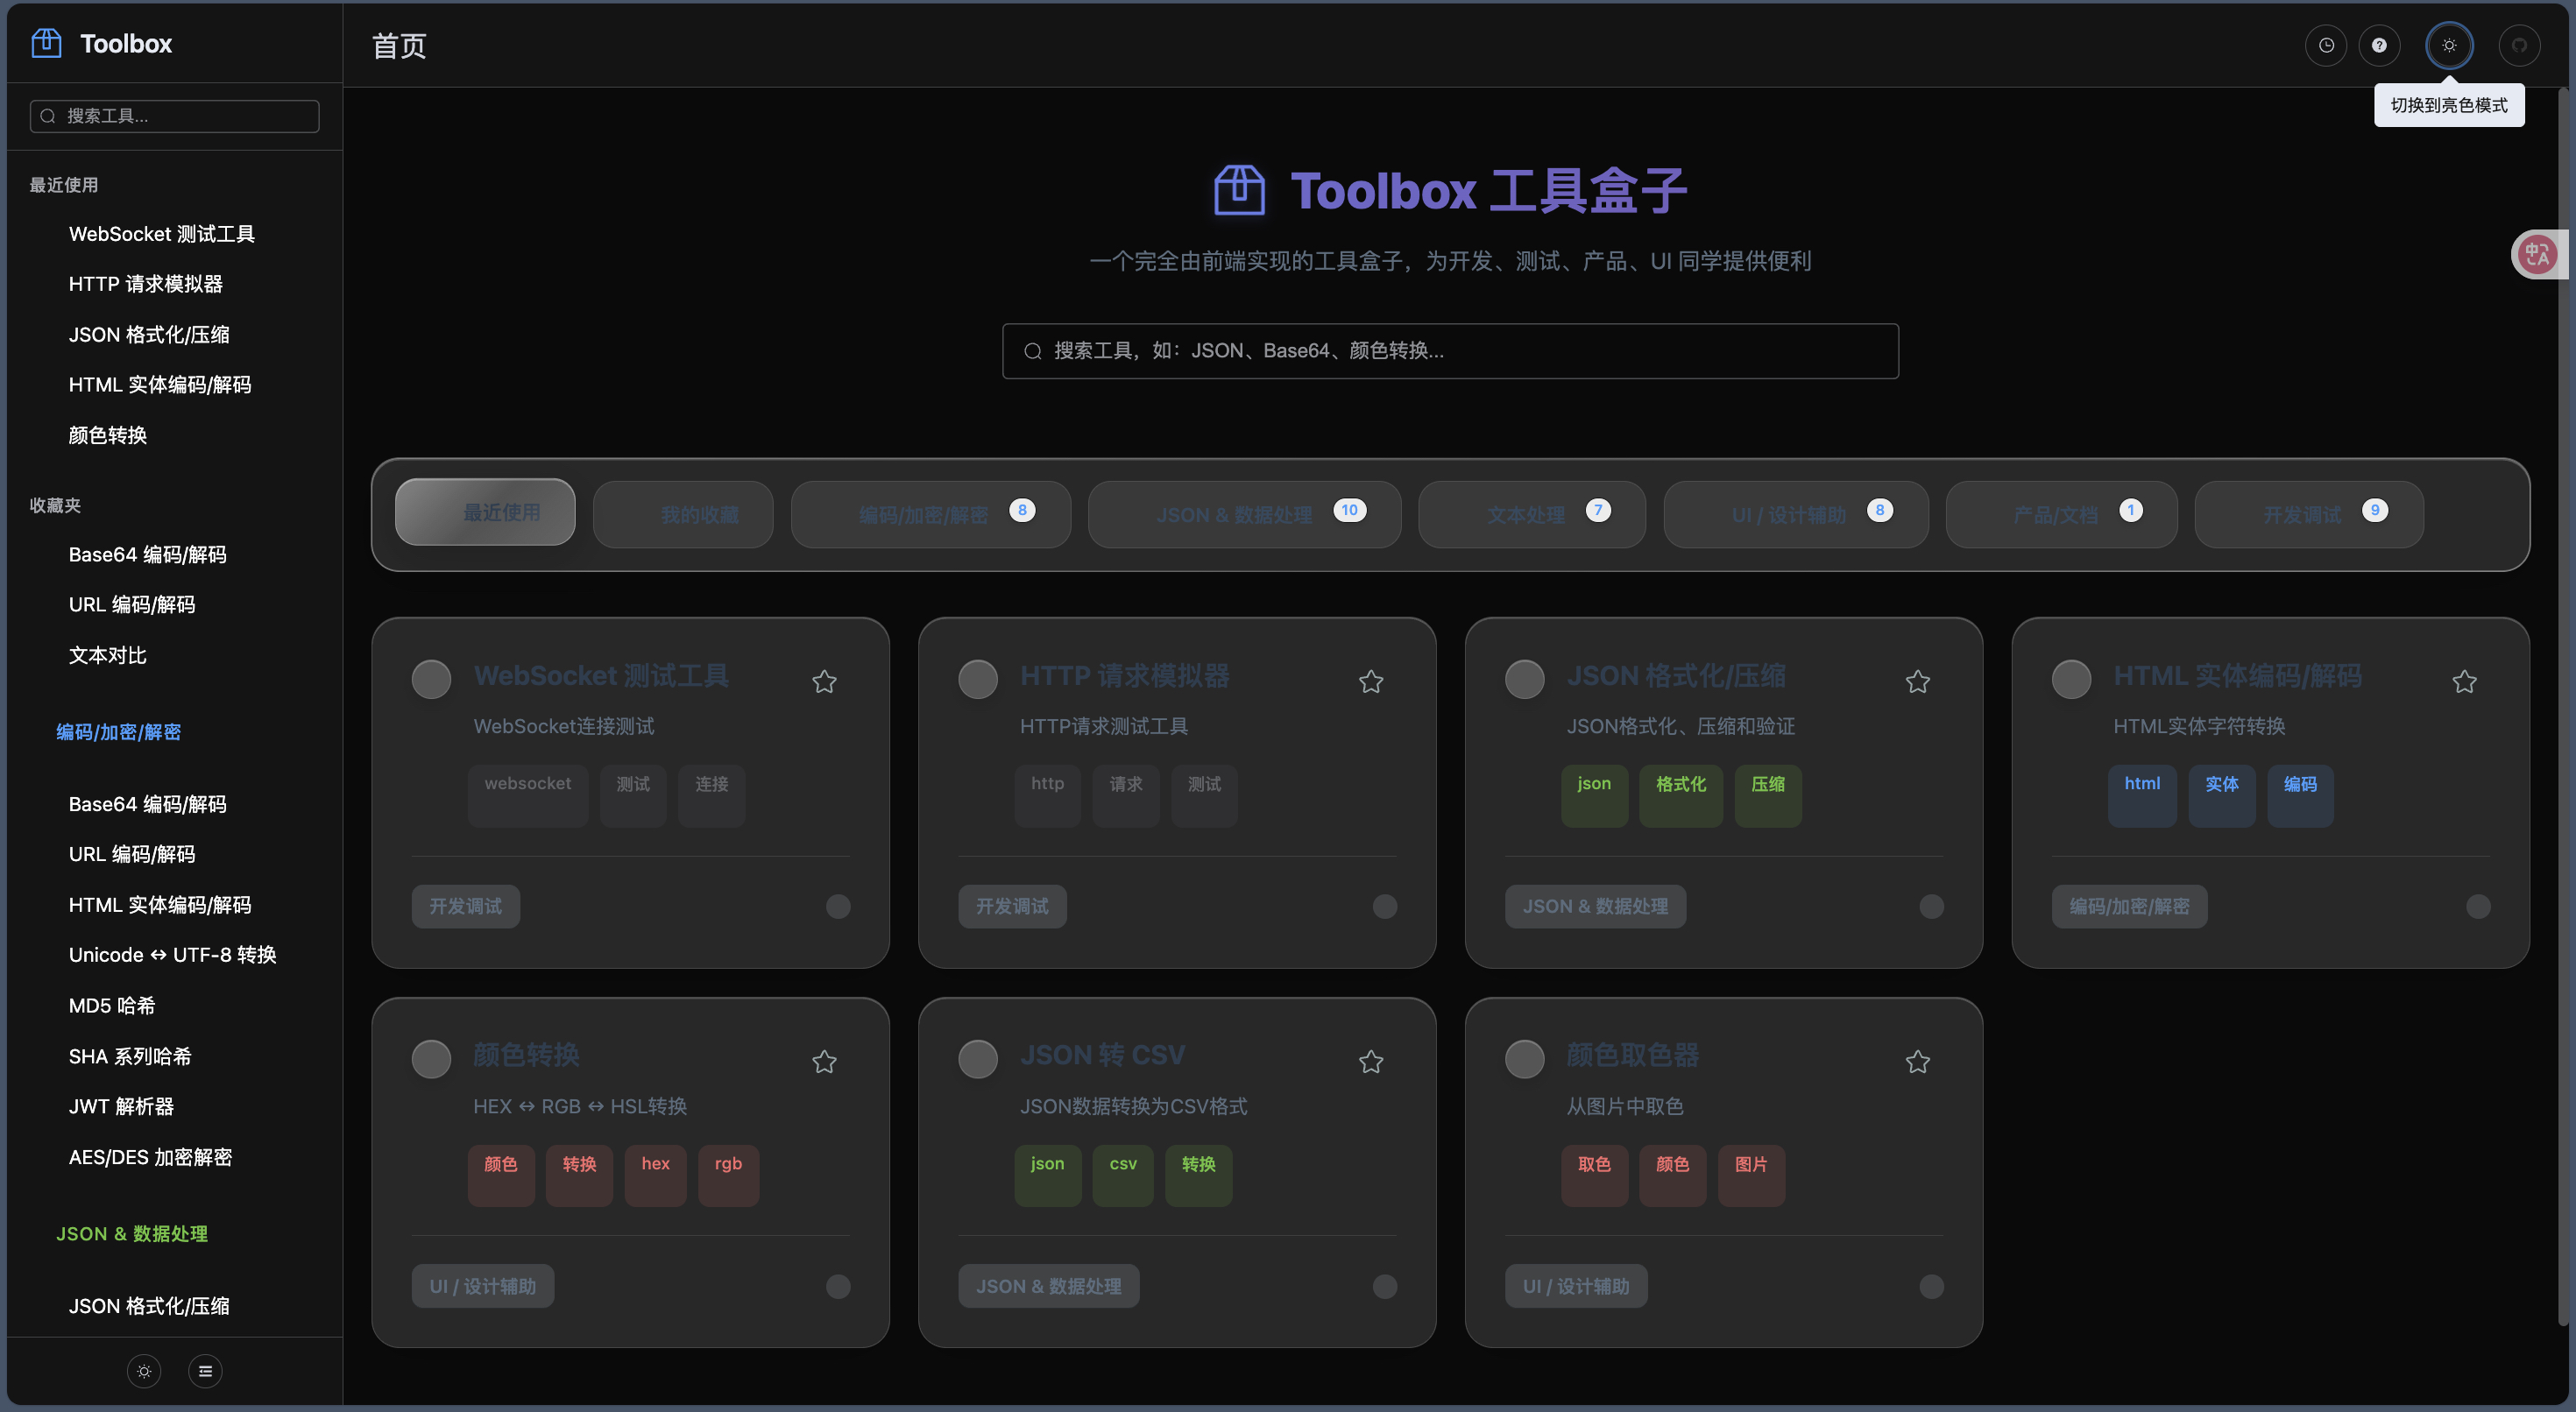 Toolbox
搜索工具...
最近使用
WebSocket 测试工具
HTTP 请求模拟器
JSON 格式化/压缩
HTML 实体编码/解码
颜色转换
收藏夹
Base64 编码/解码
URL 编码/解码
文本对比
编码/加密/解密
Base64 编码/解码
URL 编码/解码
HTML 实体编码/解码
Unicode ↔ UTF-8 转换
MD5 哈希
SHA 系列哈希
JWT 解析器
AES/DES 加密解密
JSON & 数据处理
JSON 格式化/压缩
首页
切换到亮色模式
中 A
Toolbox 工具盒子
一个完全由前端实现的工具盒子，为开发、测试、产品、UI 同学提供便利
搜索工具，如：JSON、Base64、颜色转换...
最近使用 我的收藏 编码/加密/解密 8 JSON & 数据处理 10 文本处理 7 UI / 设计辅助 8 产品/文档 1 开发调试 9
WebSocket 测试工具
WebSocket连接测试
websocket 测试 连接
开发调试
HTTP 请求模拟器
HTTP请求测试工具
http 请求 测试
开发调试
JSON 格式化/压缩
JSON格式化、压缩和验证
json 格式化 压缩
JSON & 数据处理
HTML 实体编码/解码
HTML实体字符转换
html 实体 编码
编码/加密/解密
颜色转换
HEX ↔ RGB ↔ HSL转换
颜色 转换 hex rgb
UI / 设计辅助
JSON 转 CSV
JSON数据转换为CSV格式
json csv 转换
JSON & 数据处理
颜色取色器
从图片中取色
取色 颜色 图片
UI / 设计辅助